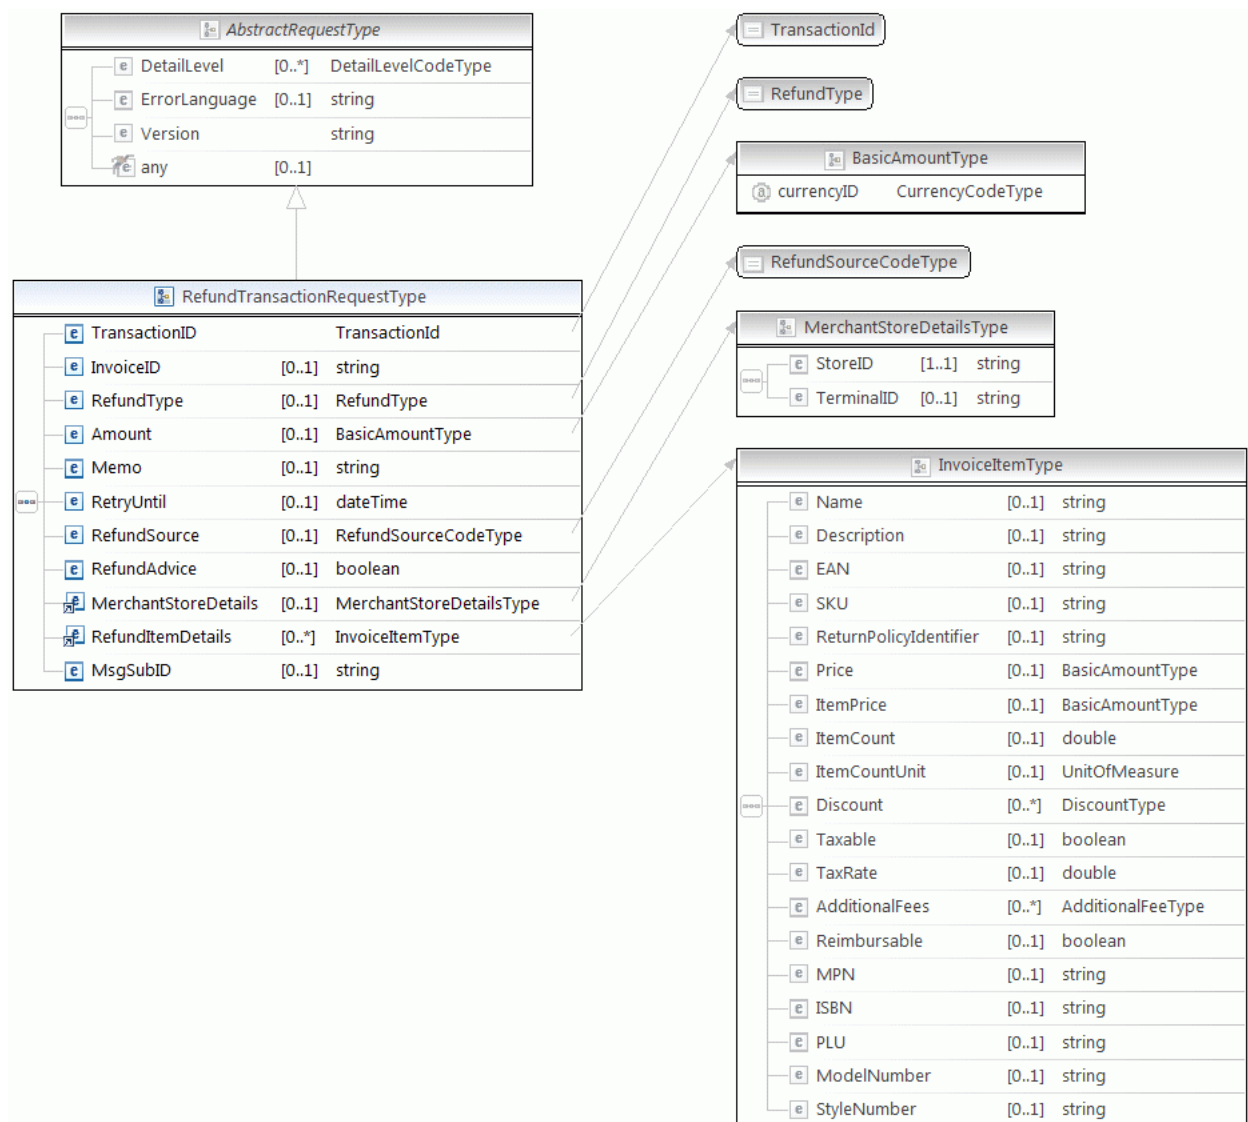 AbstractRequestType
DetailLevel [0..*] DetailLevelCodeType
ErrorLanguage [0..1] string
Version string
any [0..1]
RefundTransactionRequestType
TransactionID TransactionId
InvoiceID [0..1] string
RefundType [0..1] RefundType
Amount [0..1] BasicAmountType
Memo [0..1] string
RetryUntil [0..1] dateTime
RefundSource [0..1] RefundSourceCodeType
RefundAdvice [0..1] boolean
MerchantStoreDetails [0..1] MerchantStoreDetailsType
RefundItemDetails [0..*] InvoiceItemType
MsgSubID [0..1] string
TransactionId
RefundType
BasicAmountType
currencyID CurrencyCodeType
RefundSourceCodeType
MerchantStoreDetailsType
StoreID [1..1] string
TerminalID [0..1] string
InvoiceItemType
Name [0..1] string
Description [0..1] string
EAN [0..1] string
SKU [0..1] string
ReturnPolicyIdentifier [0..1] string
Price [0..1] BasicAmountType
ItemPrice [0..1] BasicAmountType
ItemCount [0..1] double
ItemCountUnit [0..1] UnitOfMeasure
Discount [0..*] DiscountType
Taxable [0..1] boolean
TaxRate [0..1] double
AdditionalFees [0..*] AdditionalFeeType
Reimbursable [0..1] boolean
MPN [0..1] string
ISBN [0..1] string
PLU [0..1] string
ModelNumber [0..1] string
StyleNumber [0..1] string